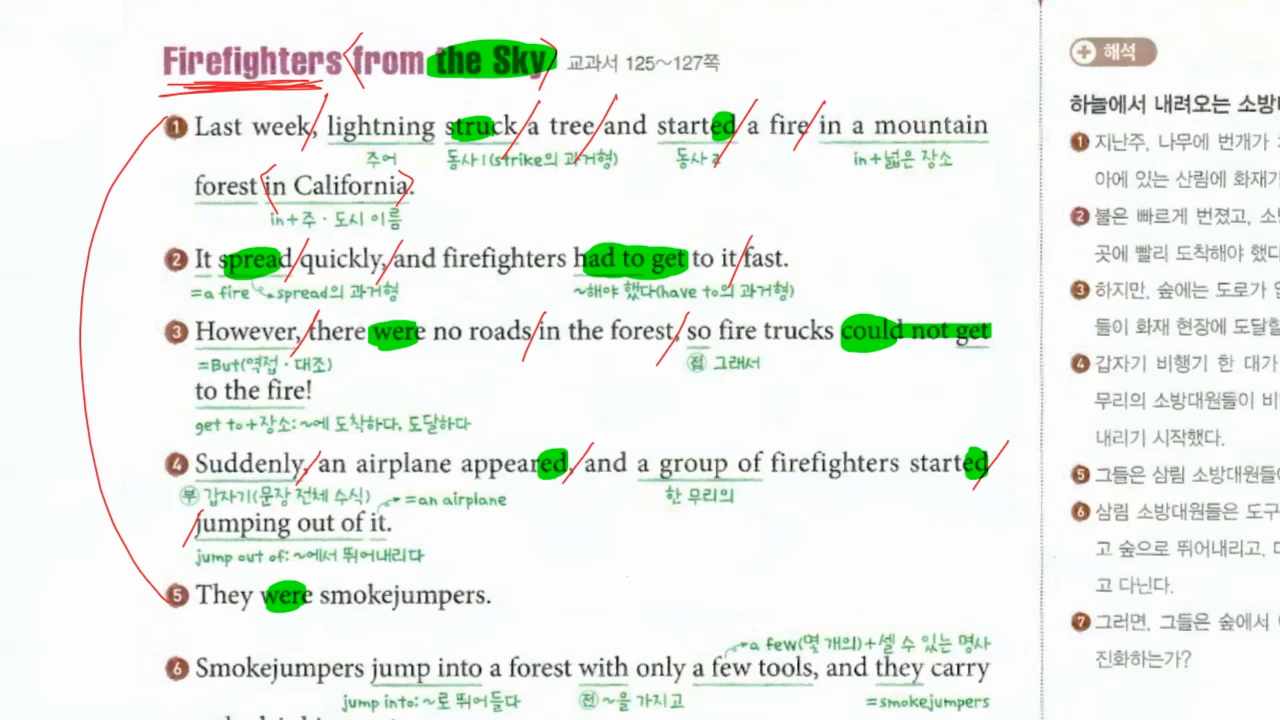 Firefighters from the Sky 교과서 125~127쪽
1 Last week, lightning struck a tree and started a fire in a mountain
주어 동사1(strike의 과거형) 동사2 in+넓은 장소
forest in California.
in+주·도시 이름
2 It spread quickly, and firefighters had to get to it fast.
=a fire spread의 과거형 ~해야 했다(have to의 과거형)
3 However, there were no roads in the forest, so fire trucks could not get
=But(역접·대조) 접 그래서
to the fire!
get to+장소: ~에 도착하다, 도달하다
4 Suddenly, an airplane appeared, and a group of firefighters started
부 갑자기(문장 전체 수식) =an airplane 한 무리의
jumping out of it.
jump out of: ~에서 뛰어내리다
5 They were smokejumpers.
a few(몇 개의)+셀 수 있는 명사
6 Smokejumpers jump into a forest with only a few tools, and they carry
jump into: ~로 뛰어들다 전 ~을 가지고 =smokejumpers
해석
하늘에서 내려오는 소방
1 지난주, 나무에 번개가
아에 있는 산림에 화재가
2 불은 빠르게 번졌고, 소
곳에 빨리 도착해야 했다
3 하지만, 숲에는 도로가
들이 화재 현장에 도달할
4 갑자기 비행기 한 대가
무리의 소방대원들이 비
내리기 시작했다.
5 그들은 삼림 소방대원들
6 삼림 소방대원들은 도구
고 숲으로 뛰어내리고,
고 다닌다.
7 그러면, 그들은 숲에서
진화하는가?